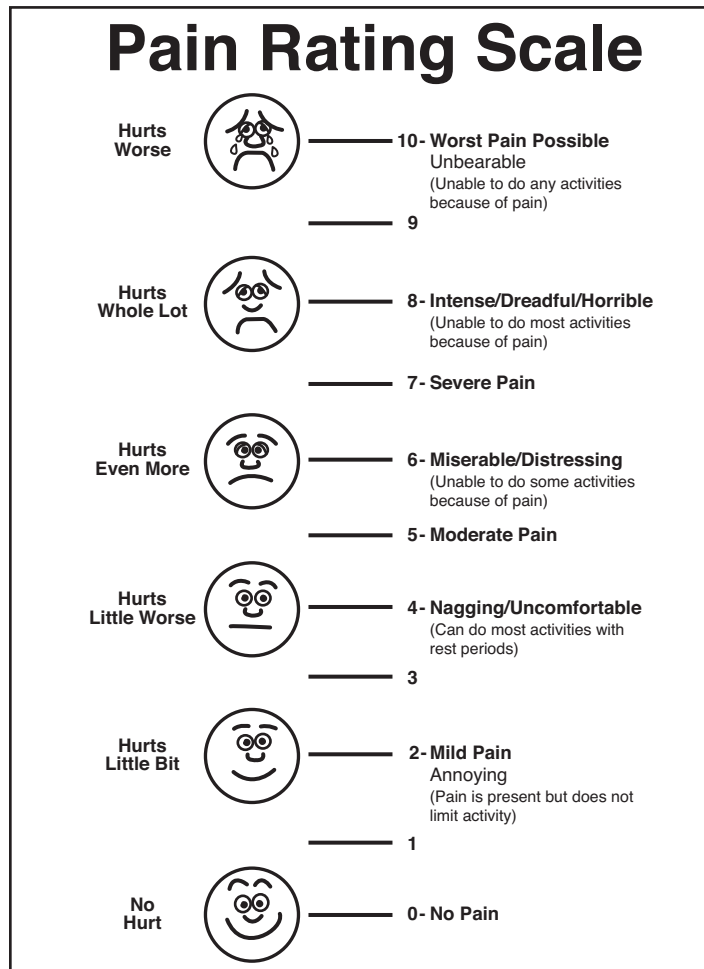 Pain Rating Scale
Hurts
Worse
10- Worst Pain Possible
Unbearable
(Unable to do any activities
because of pain)
9
Hurts
Whole Lot
8- Intense/Dreadful/Horrible
(Unable to do most activities
because of pain)
7- Severe Pain
Hurts
Even More
6- Miserable/Distressing
(Unable to do some activities
because of pain)
5- Moderate Pain
Hurts
Little Worse
4- Nagging/Uncomfortable
(Can do most activities with
rest periods)
3
Hurts
Little Bit
2- Mild Pain
Annoying
(Pain is present but does not
limit activity)
1
No
Hurt
0- No Pain